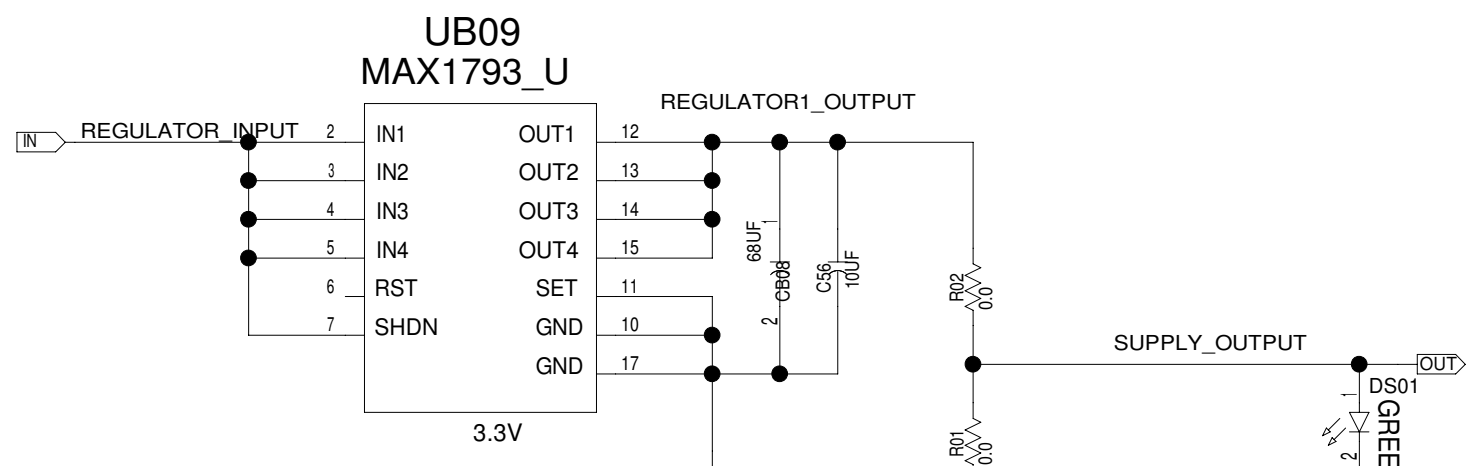 UB09
MAX1793_U
REGULATOR1_OUTPUT
IN
REGULATOR_INPUT
2
IN1
OUT1
12
3
IN2
OUT2
13
4
IN3
OUT3
14
5
IN4
OUT4
15
6
RST
SET
11
7
SHDN
GND
10
GND
17
3.3V
1
68UF
CB08
2
C56
10UF
R02
0.0
SUPPLY_OUTPUT
OUT
DS01
1
GREE
2
R01
0.0